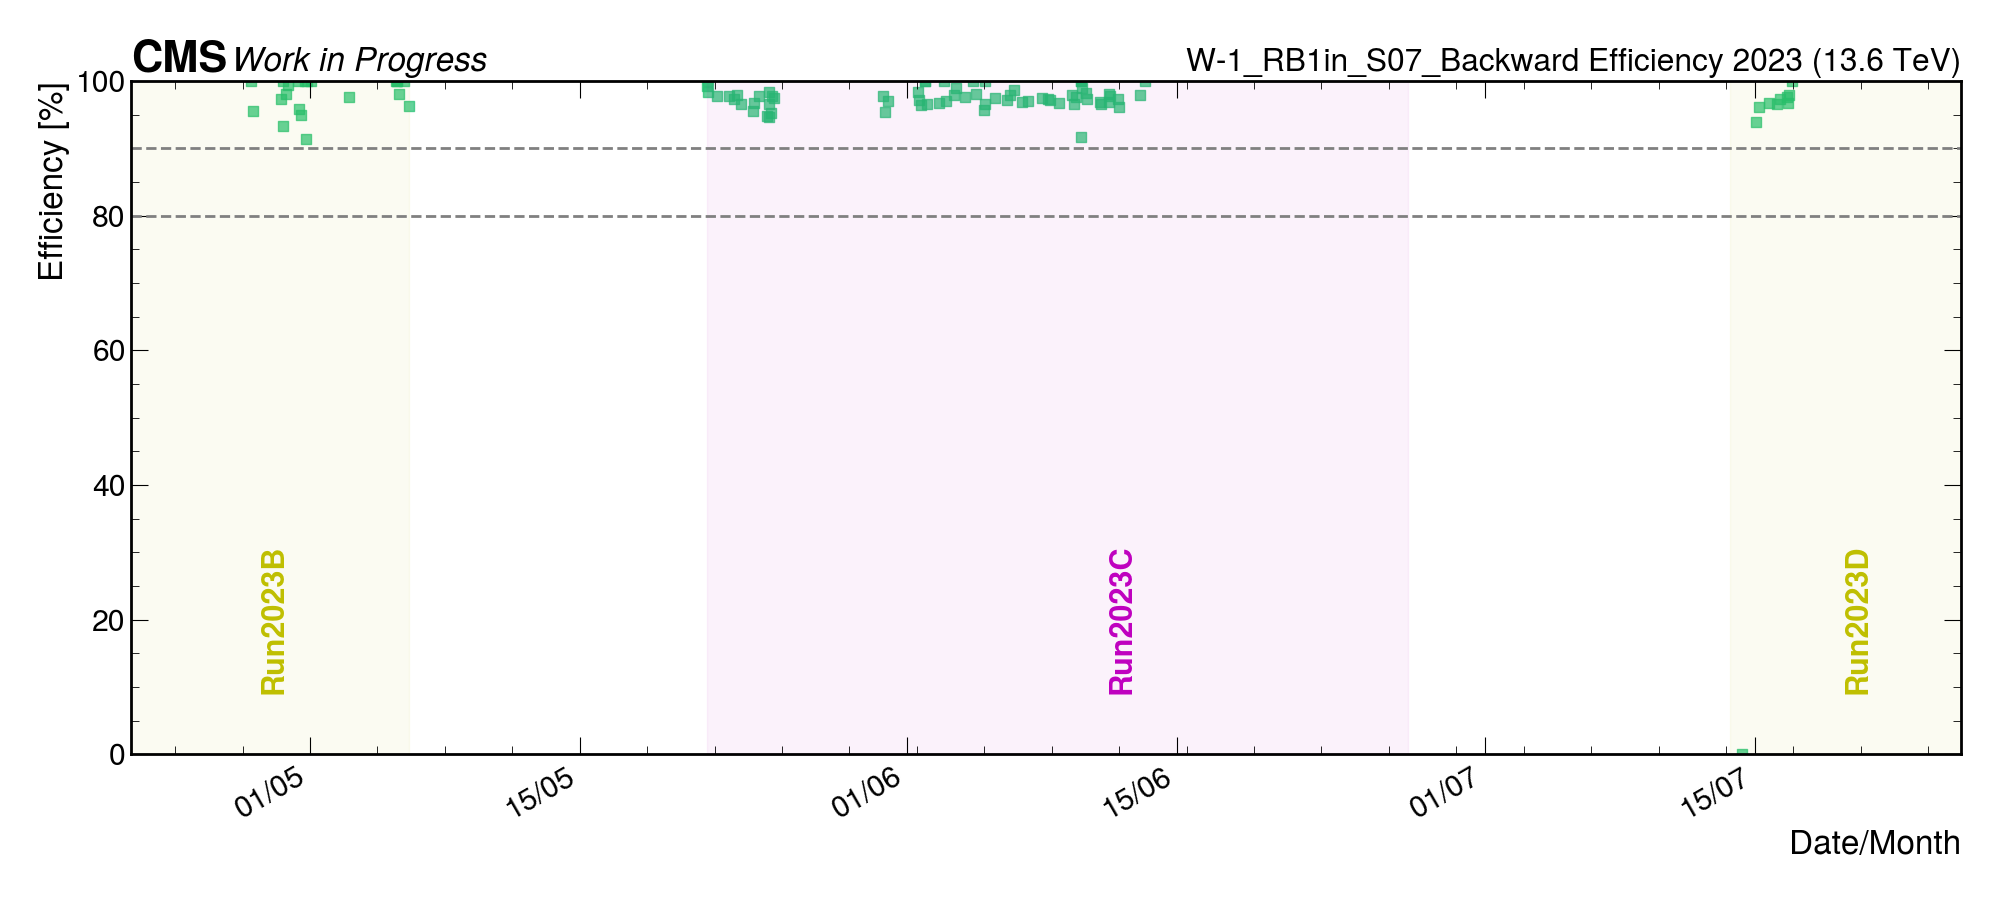 CMS Work in Progress
W-1_RB1in_S07_Backward Efficiency 2023 (13.6 TeV)
Efficiency [%]
100
80
60
40
20
0
Run2023B
Run2023C
Run2023D
01/05
15/05
01/06
15/06
01/07
15/07
Date/Month